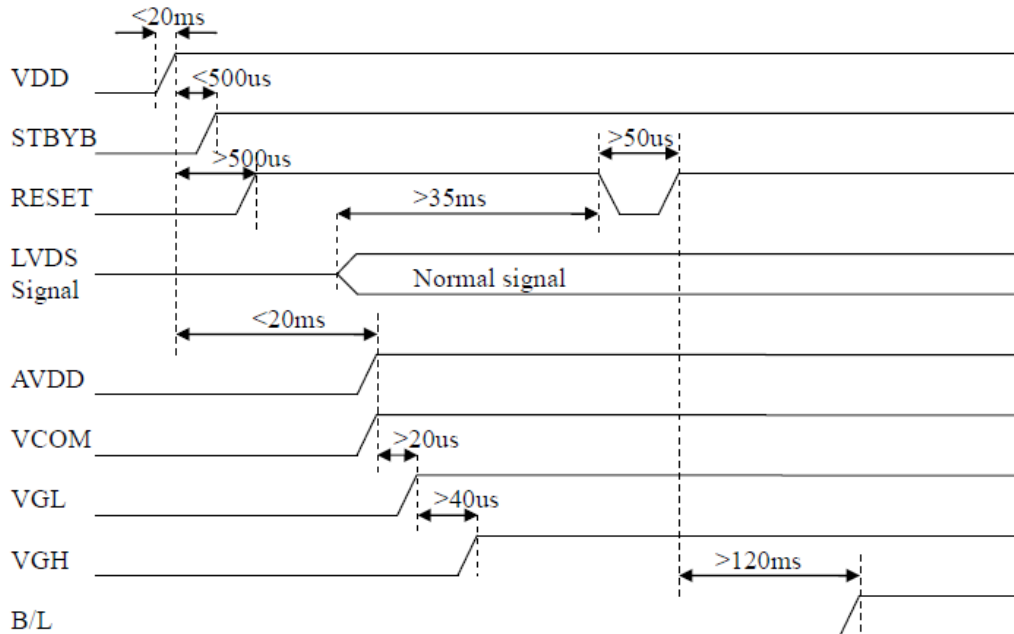 <20ms
VDD
<500us
STBYB
>500us
>50us
RESET
>35ms
LVDS
Signal
Normal signal
<20ms
AVDD
VCOM
>20us
VGL
>40us
VGH
>120ms
B/L